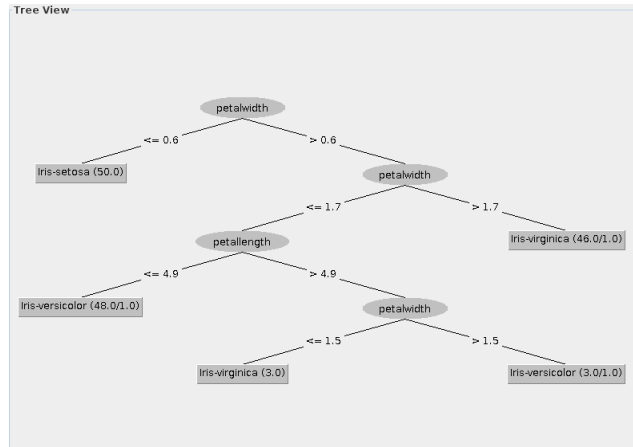 Tree View
petalwidth
<= 0.6
> 0.6
Iris-setosa (50.0)
petalwidth
<= 1.7
> 1.7
petallength
Iris-virginica (46.0/1.0)
<= 4.9
> 4.9
Iris-versicolor (48.0/1.0)
petalwidth
<= 1.5
> 1.5
Iris-virginica (3.0)
Iris-versicolor (3.0/1.0)